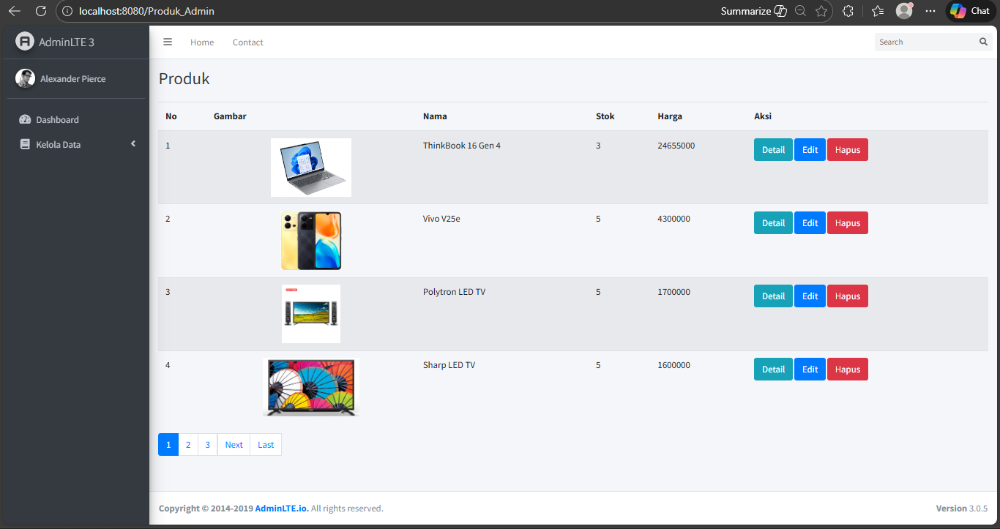 localhost:8080/Produk_Admin
Summarize
Chat
AdminLTE 3
Home
Contact
Search
Alexander Pierce
Dashboard
Kelola Data
Produk
No Gambar Nama Stok Harga Aksi
1 ThinkBook 16 Gen 4 3 24655000 Detail Edit Hapus
2 Vivo V25e 5 4300000 Detail Edit Hapus
3 Polytron LED TV 5 1700000 Detail Edit Hapus
4 Sharp LED TV 5 1600000 Detail Edit Hapus
1 2 3 Next Last
Copyright © 2014-2019 AdminLTE.io. All rights reserved.
Version 3.0.5